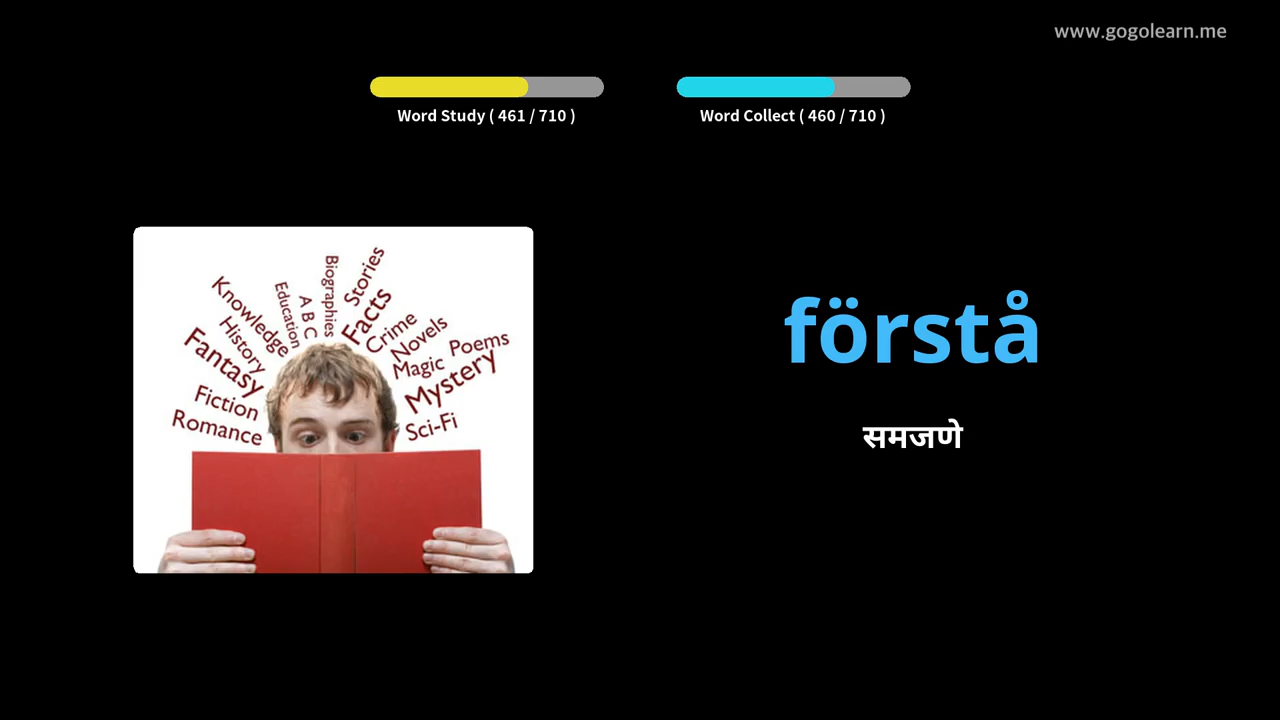 www.gogolearn.me
Word Study ( 461 / 710 )
Word Collect ( 460 / 710 )
Stories
Biographies
Facts
Education
A B C
Knowledge
Crime
Novels
History
Poems
Fantasy
Magic
Mystery
Fiction
Sci-Fi
Romance
förstå
समजणे